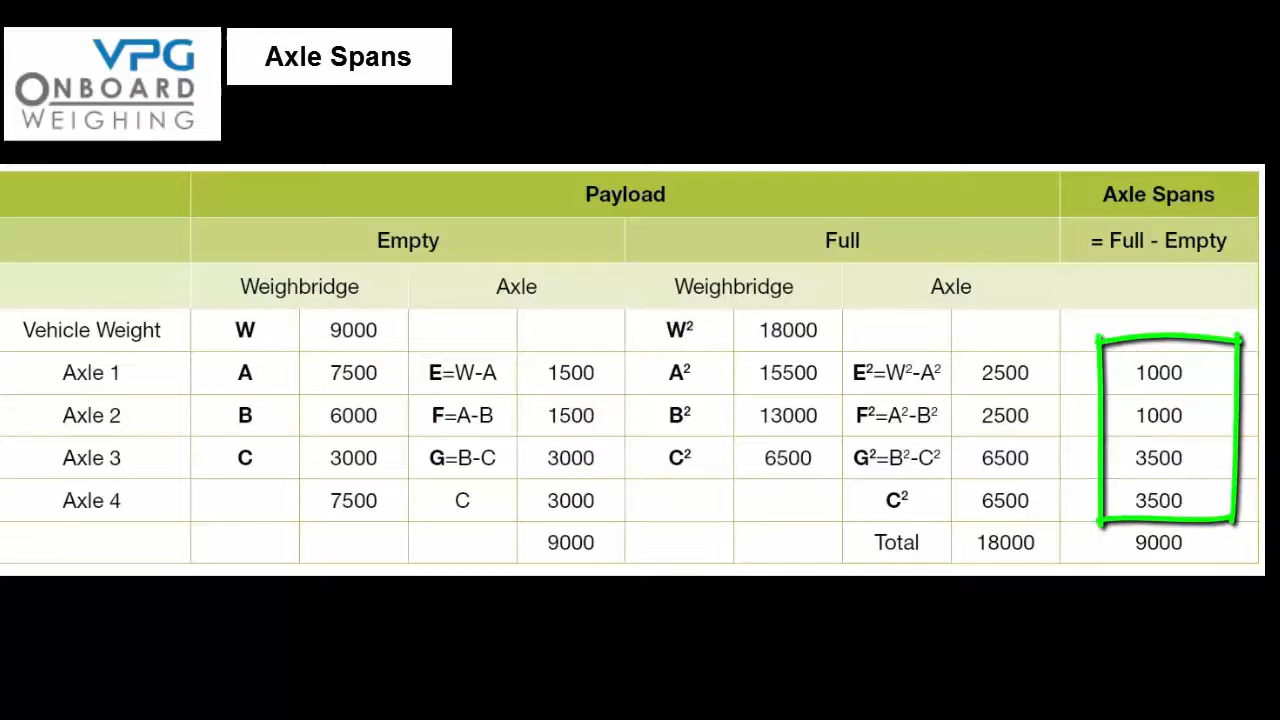 VPG
ONBOARD
WEIGHING
Axle Spans
Payload Axle Spans
Empty Full = Full - Empty
Weighbridge Axle Weighbridge Axle
Vehicle Weight W 9000 W² 18000
Axle 1 A 7500 E=W-A 1500 A² 15500 E²=W²-A² 2500 1000
Axle 2 B 6000 F=A-B 1500 B² 13000 F²=A²-B² 2500 1000
Axle 3 C 3000 G=B-C 3000 C² 6500 G²=B²-C² 6500 3500
Axle 4 7500 C 3000 C² 6500 3500
9000 Total 18000 9000